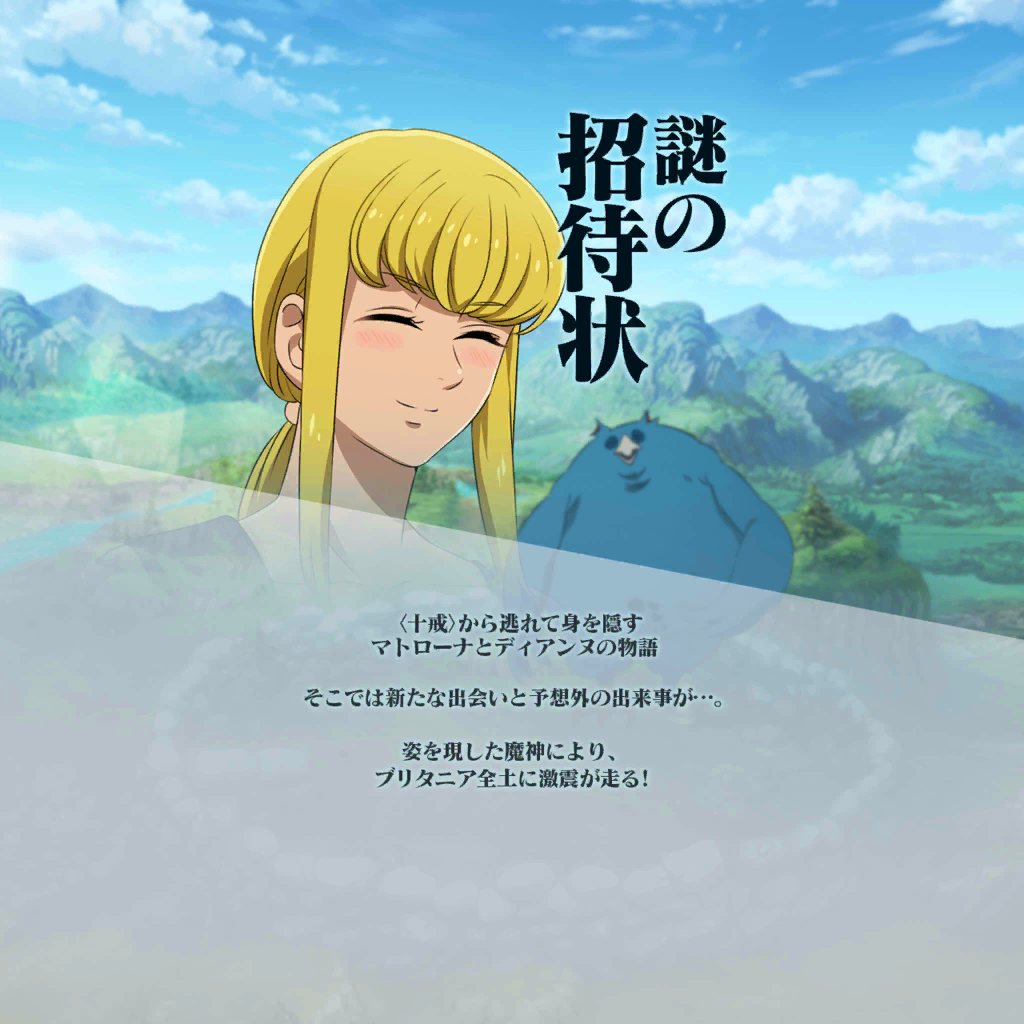 謎の
招待状
〈十戒〉から逃れて身を隠す
マトローナとディアンヌの物語
そこでは新たな出会いと予想外の出来事が…。
姿を現した魔神により、
ブリタニア全土に激震が走る!